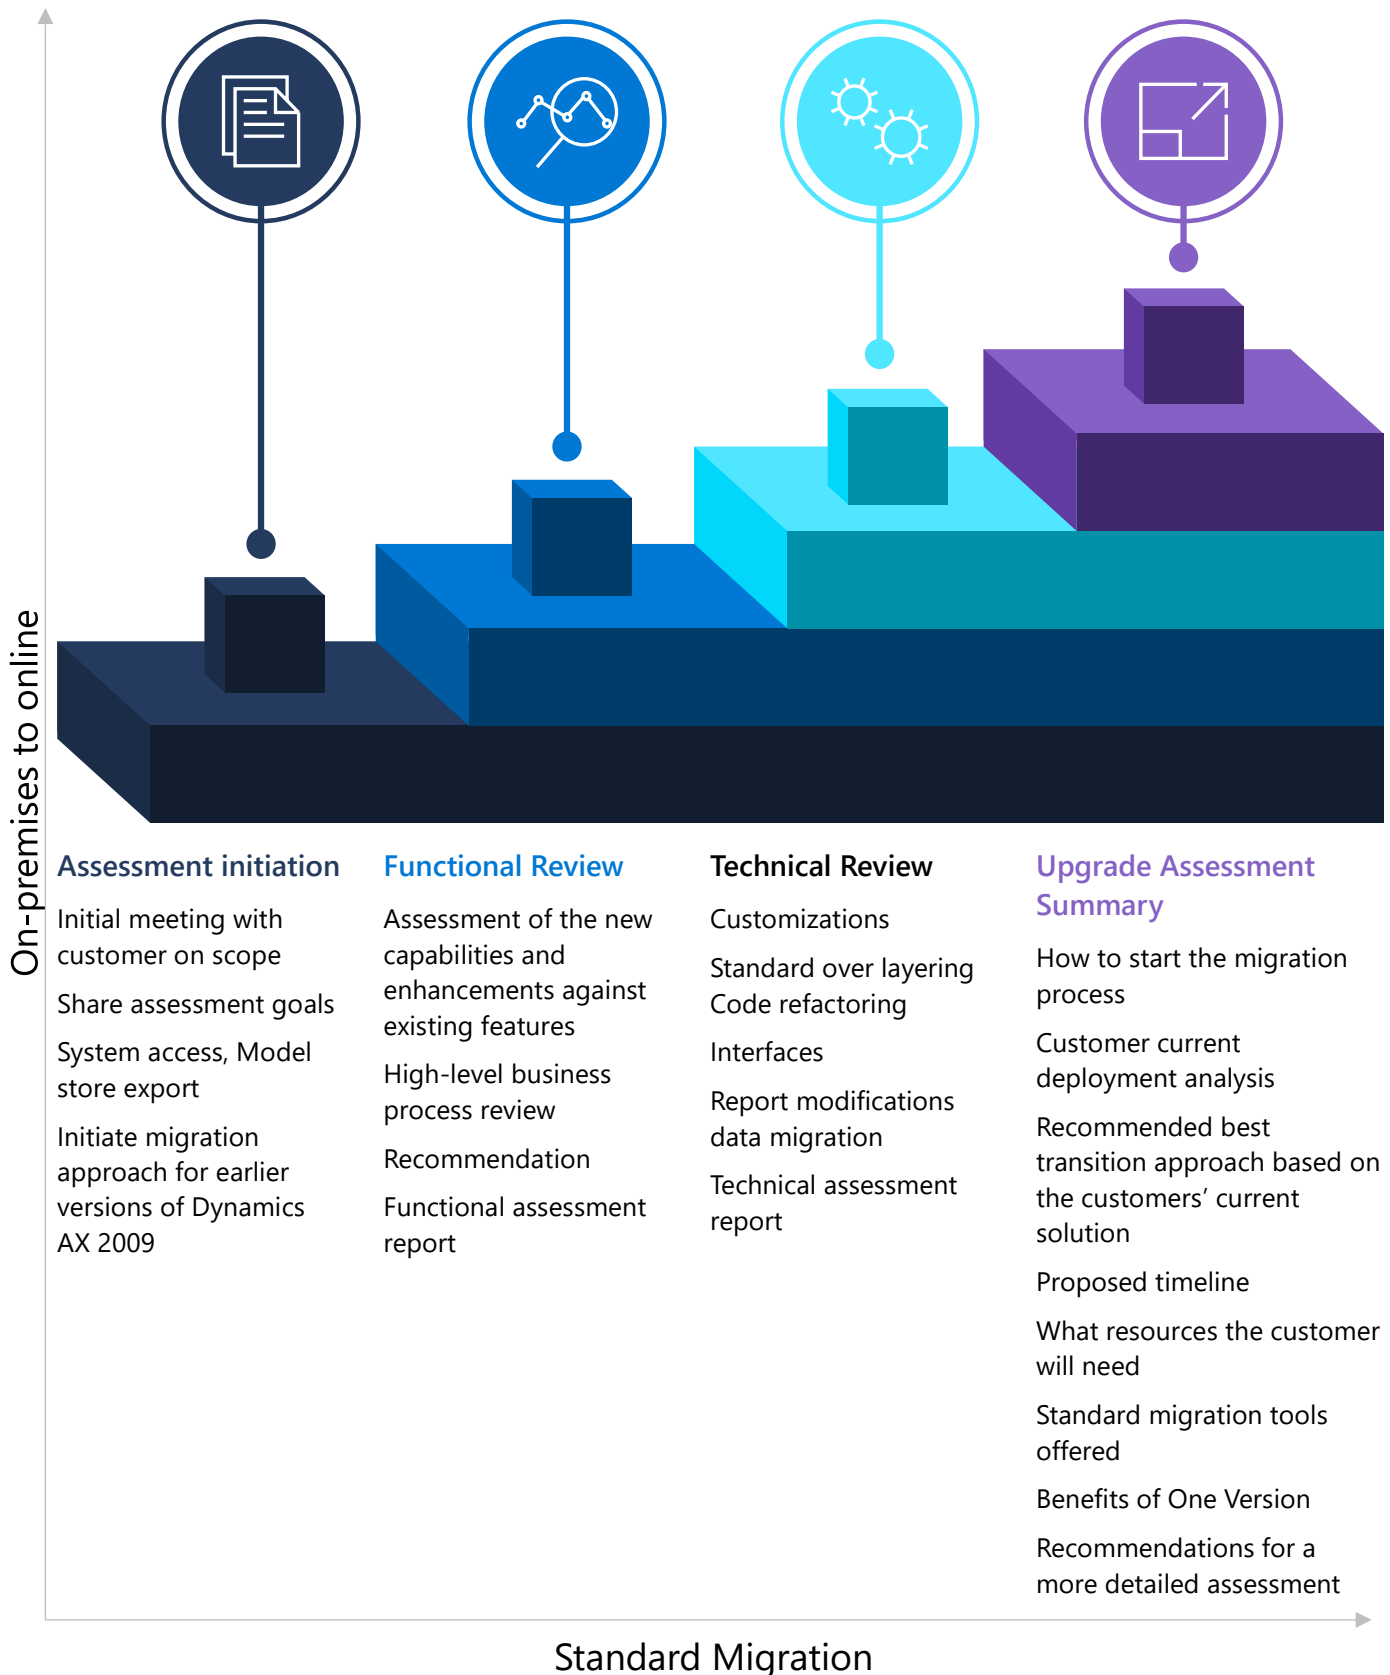 On-premises to online
Assessment initiation
Initial meeting with
customer on scope
Share assessment goals
System access, Model
store export
Initiate migration
approach for earlier
versions of Dynamics
AX 2009
Functional Review
Assessment of the new
capabilities and
enhancements against
existing features
High-level business
process review
Recommendation
Functional assessment
report
Technical Review
Customizations
Standard over layering
Code refactoring
Interfaces
Report modifications
data migration
Technical assessment
report
Upgrade Assessment
Summary
How to start the migration
process
Customer current
deployment analysis
Recommended best
transition approach based on
the customers’ current
solution
Proposed timeline
What resources the customer
will need
Standard migration tools
offered
Benefits of One Version
Recommendations for a
more detailed assessment
Standard Migration